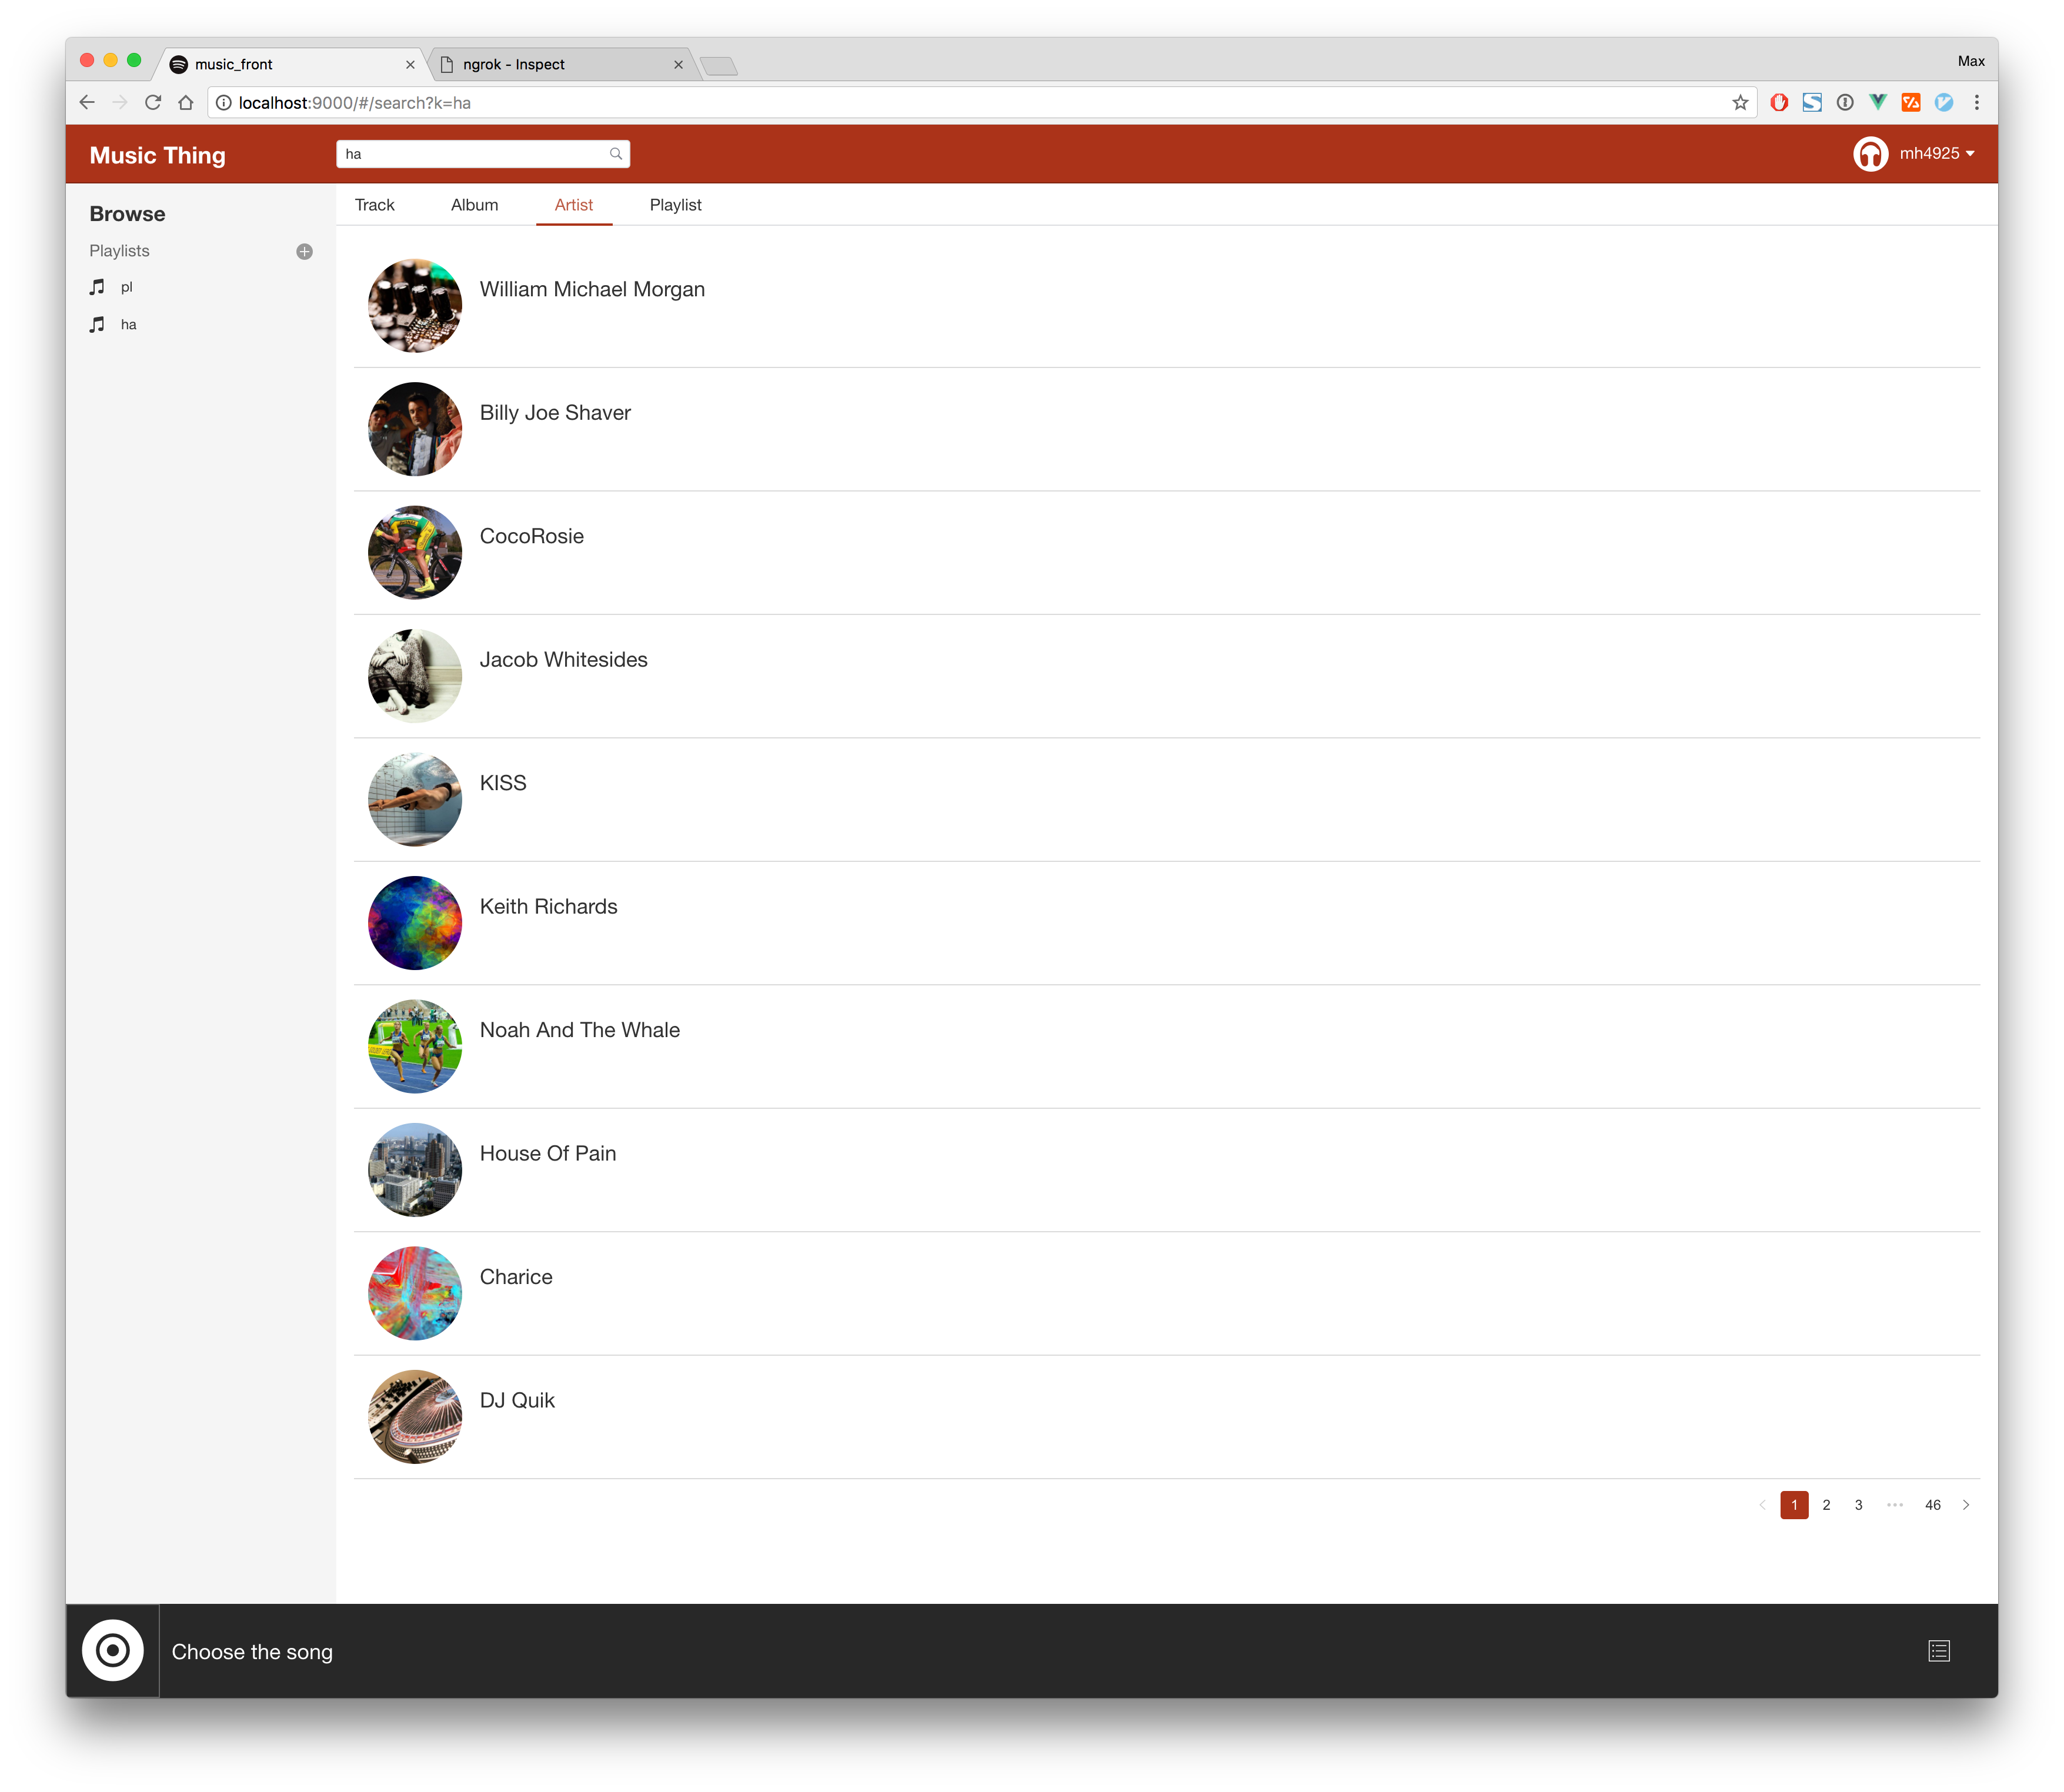 music_front
ngrok - Inspect
Max
localhost:9000/#/search?k=ha
Music Thing
ha
mh4925
Browse
Playlists
pl
ha
Track Album Artist Playlist
William Michael Morgan
Billy Joe Shaver
CocoRosie
Jacob Whitesides
KISS
Keith Richards
Noah And The Whale
House Of Pain
Charice
DJ Quik
1 2 3 ••• 46
Choose the song